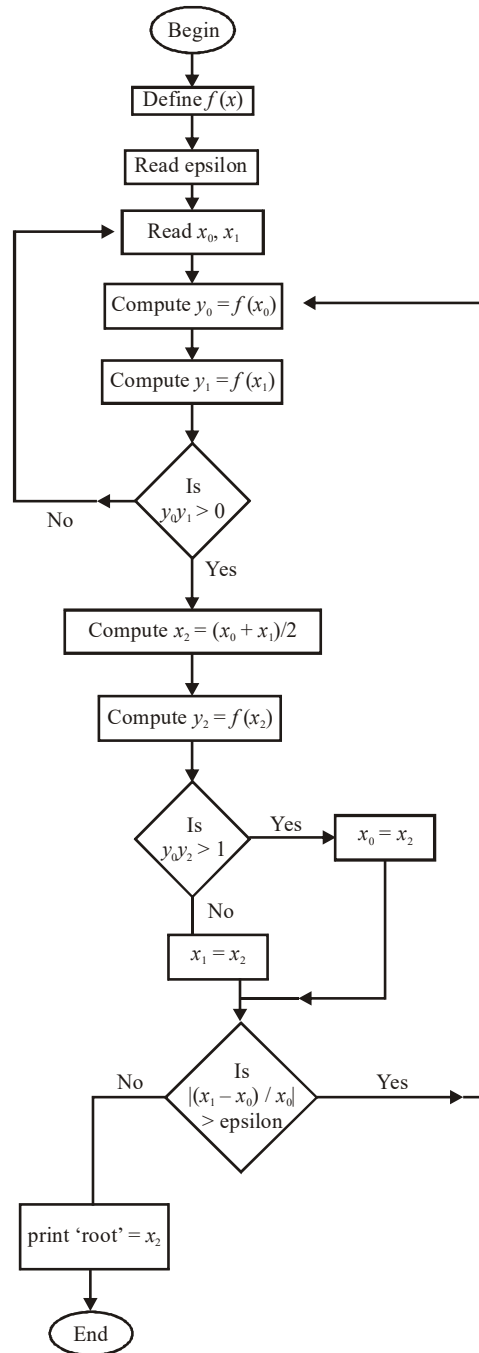 Begin
Define f (x)
Read epsilon
Read x₀, x₁
Compute y₀ = f (x₀)
Compute y₁ = f (x₁)
Is
y₀y₁ > 0
No
Yes
Compute x₂ = (x₀ + x₁)/2
Compute y₂ = f (x₂)
Is
y₀y₂ > 1
Yes
x₀ = x₂
No
x₁ = x₂
Is
|(x₁ – x₀) / x₀|
> epsilon
No
Yes
print ‘root’ = x₂
End